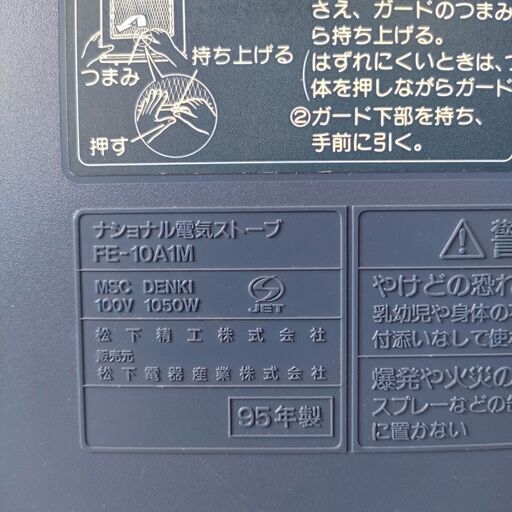 さえ、ガードのつまみ
ら持ち上げる。
(はずれにくいときは、つ
体を押しながらガード
②ガード下部を持ち、
手前に引く。
つまみ
持ち上げる
押す
ナショナル電気ストーブ
FE-10A1M
MSC DENKI
100V 1050W
JET
松下精工株式会社
販売元
松下電器産業株式会社
95年製
警
やけどの恐れ
乳幼児や身体の不
付添いなしで使
爆発や火災の
スプレーなどの缶
に置かない